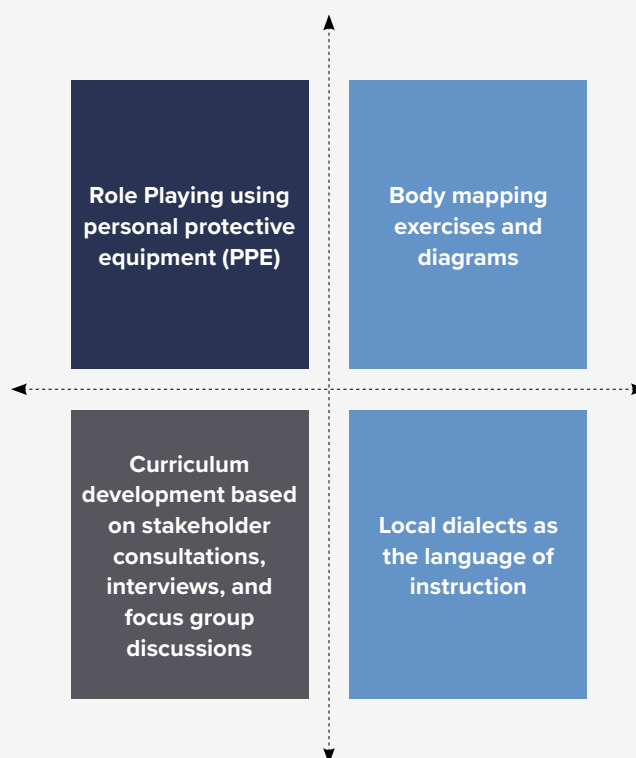 Role Playing using
personal protective
equipment (PPE)
Body mapping
exercises and
diagrams
Curriculum
development based
on stakeholder
consultations,
interviews, and
focus group
discussions
Local dialects as
the language of
instruction